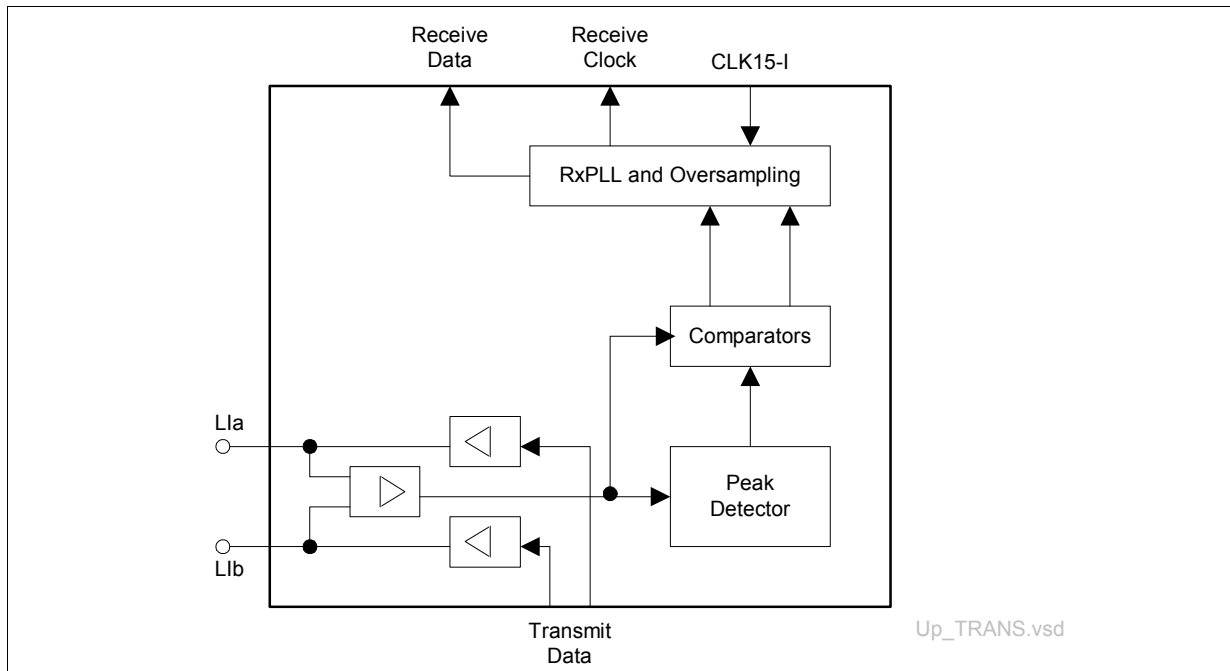 Receive
Data
Receive
Clock
CLK15-I
RxPLL and Oversampling
Comparators
LIa
Peak
Detector
LIb
Transmit
Data
Up_TRANS.vsd